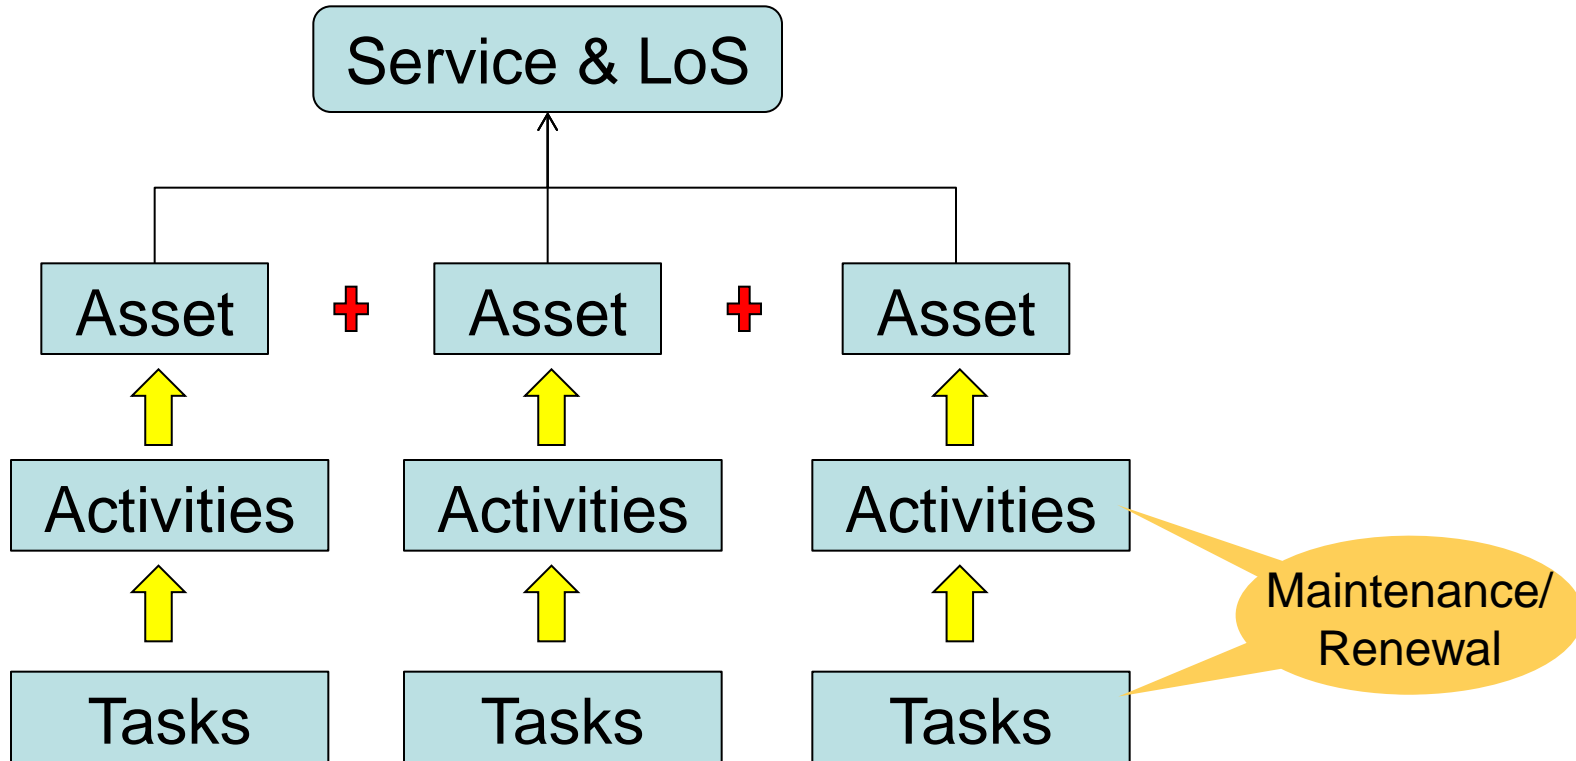 Service & LoS
Asset
Asset
Asset
Activities
Activities
Activities
Maintenance/
Renewal
Tasks
Tasks
Tasks